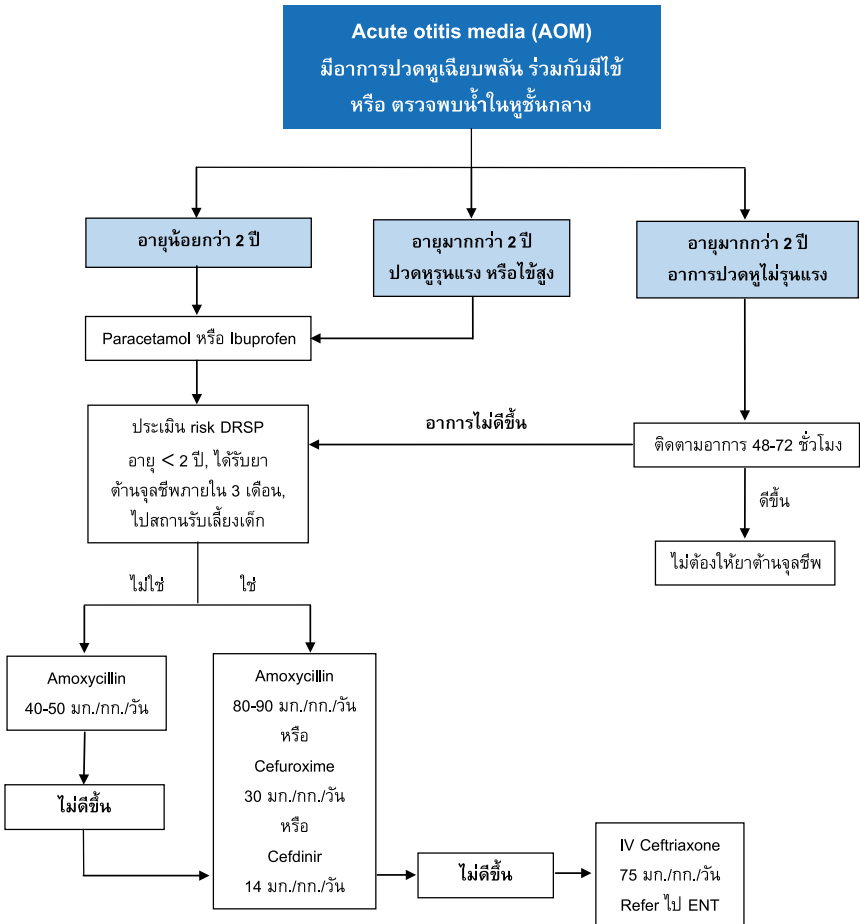 Acute otitis media (AOM)
มีอาการปวดหูเฉียบพลัน ร่วมกับมีไข้
หรือ ตรวจพบน้ำในหูชั้นกลาง
อายุน้อยกว่า 2 ปี
อายุมากกว่า 2 ปี
ปวดหูรุนแรง หรือไข้สูง
อายุมากกว่า 2 ปี
อาการปวดหูไม่รุนแรง
Paracetamol หรือ Ibuprofen
ประเมิน risk DRSP
อายุ < 2 ปี, ได้รับยา
ต้านจุลชีพภายใน 3 เดือน,
ไปสถานรับเลี้ยงเด็ก
อาการไม่ดีขึ้น
ติดตามอาการ 48-72 ชั่วโมง
ดีขึ้น
ไม่ต้องให้ยาต้านจุลชีพ
ไม่ใช่
ใช่
Amoxycillin
40-50 มก./กก./วัน
ไม่ดีขึ้น
Amoxycillin
80-90 มก./กก./วัน
หรือ
Cefuroxime
30 มก./กก./วัน
หรือ
Cefdinir
14 มก./กก./วัน
ไม่ดีขึ้น
IV Ceftriaxone
75 มก./กก./วัน
Refer ไป ENT